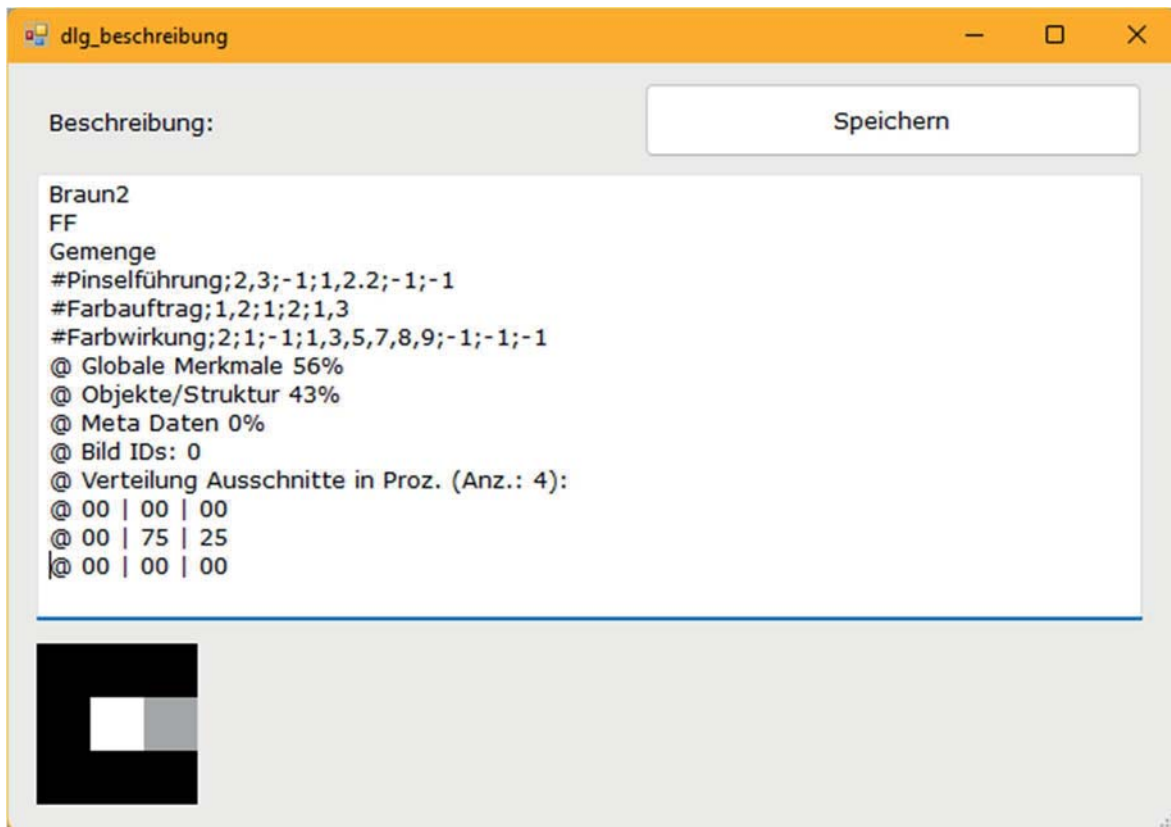 dlg_beschreibung
Beschreibung:
Speichern
Braun2
FF
Gemenge
#Pinselführung;2,3;-1;1,2.2;-1;-1
#Farbauftrag;1,2;1;2;1,3
#Farbwirkung;2;1;-1;1,3,5,7,8,9;-1;-1;-1
@ Globale Merkmale 56%
@ Objekte/Struktur 43%
@ Meta Daten 0%
@ Bild IDs: 0
@ Verteilung Ausschnitte in Proz. (Anz.: 4):
@ 00 | 00 | 00
@ 00 | 75 | 25
@ 00 | 00 | 00